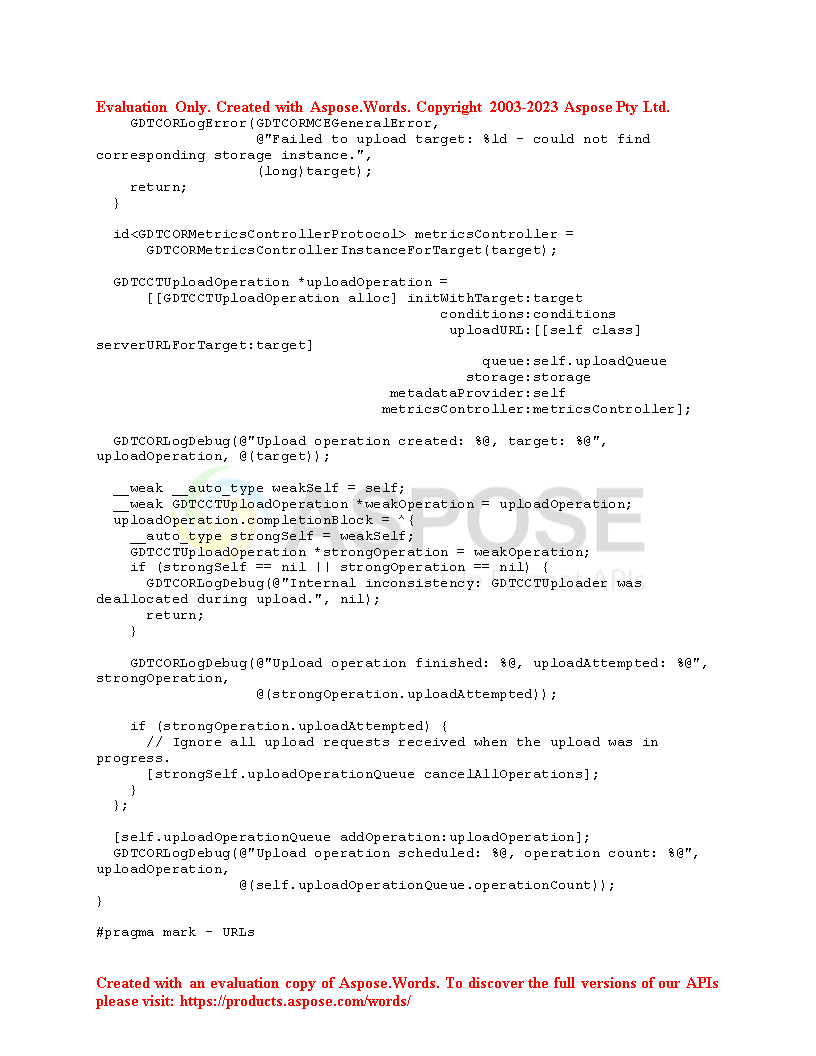 Evaluation Only. Created with Aspose.Words. Copyright 2003-2023 Aspose Pty Ltd.
    GDTCORLogError(GDTCORMCEGeneralError,
                   @"Failed to upload target: %ld - could not find
corresponding storage instance.",
                   (long)target);
    return;
  }

  id<GDTCORMetricsControllerProtocol> metricsController =
      GDTCORMetricsControllerInstanceForTarget(target);

  GDTCCTUploadOperation *uploadOperation =
      [[GDTCCTUploadOperation alloc] initWithTarget:target
                                         conditions:conditions
                                          uploadURL:[[self class]
serverURLForTarget:target]
                                              queue:self.uploadQueue
                                            storage:storage
                                   metadataProvider:self
                                  metricsController:metricsController];

  GDTCORLogDebug(@"Upload operation created: %@, target: %@",
uploadOperation, @(target));

  __weak __auto_type weakSelf = self;
  __weak GDTCCTUploadOperation *weakOperation = uploadOperation;
  uploadOperation.completionBlock = ^{
    __auto_type strongSelf = weakSelf;
    GDTCCTUploadOperation *strongOperation = weakOperation;
    if (strongSelf == nil || strongOperation == nil) {
      GDTCORLogDebug(@"Internal inconsistency: GDTCCTUploader was
deallocated during upload.", nil);
      return;
    }

    GDTCORLogDebug(@"Upload operation finished: %@, uploadAttempted: %@",
strongOperation,
                   @(strongOperation.uploadAttempted));

    if (strongOperation.uploadAttempted) {
      // Ignore all upload requests received when the upload was in
progress.
      [strongSelf.uploadOperationQueue cancelAllOperations];
    }
  };

  [self.uploadOperationQueue addOperation:uploadOperation];
  GDTCORLogDebug(@"Upload operation scheduled: %@, operation count: %@",
uploadOperation,
                 @(self.uploadOperationQueue.operationCount));
}

#pragma mark - URLs

ASPOSE
APIs
Created with an evaluation copy of Aspose.Words. To discover the full versions of our APIs
please visit: https://products.aspose.com/words/